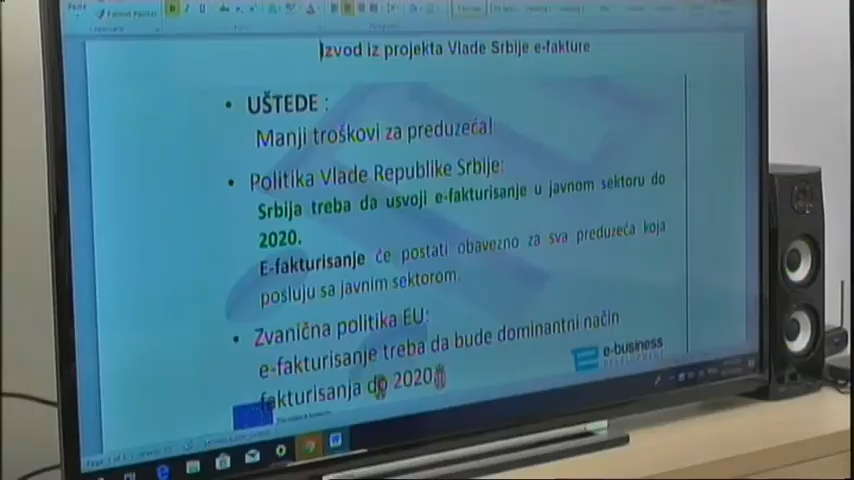 Izvod iz projekta Vlade Srbije e-fakture
• UŠTEDE :
Manji troškovi za preduzeća!
• Politika Vlade Republike Srbije:
Srbija treba da usvoji e-fakturisanje u javnom sektoru do
2020.
E-fakturisanje će postati obavezno za sva preduzeća koja
posluju sa javnim sektorom.
• Zvanična politika EU:
e-fakturisanje treba da bude dominantni način
fakturisanja do 2020
e-business
DEVELOPMENT